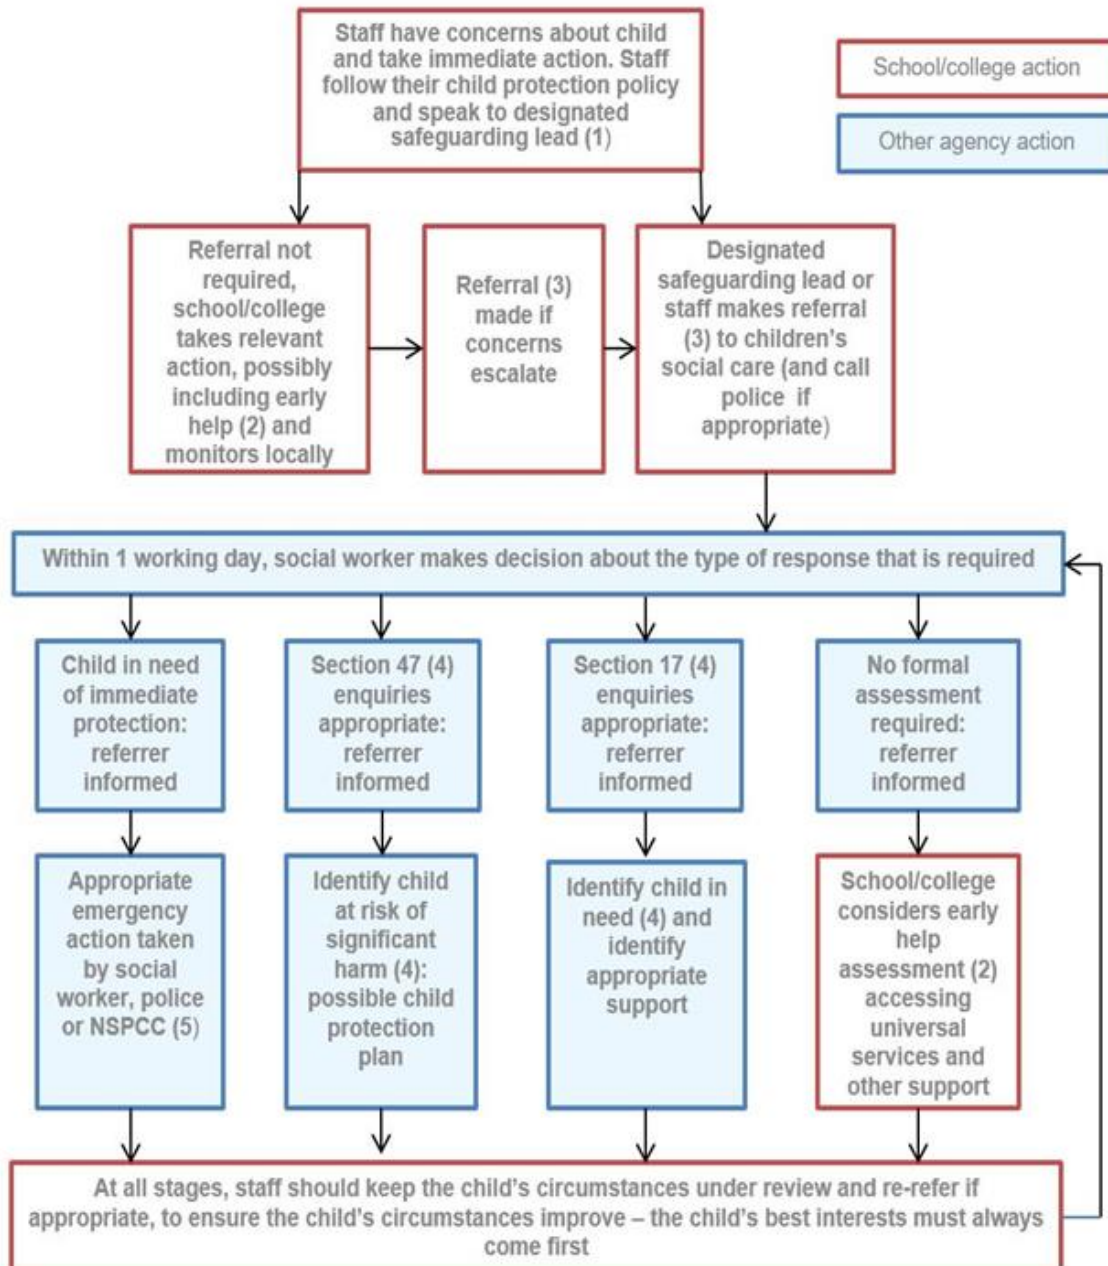 Staff have concerns about child
and take immediate action. Staff
follow their child protection policy
and speak to designated
safeguarding lead (1)
School/college action
Other agency action
Referral not
required,
school/college
takes relevant
action, possibly
including early
help (2) and
monitors locally
Referral (3)
made if
concerns
escalate
Designated
safeguarding lead or
staff makes referral
(3) to children's
social care (and call
police if
appropriate)
Within 1 working day, social worker makes decision about the type of response that is required
Child in need
of immediate
protection:
referrer
informed
Section 47 (4)
enquiries
appropriate:
referrer
informed
Section 17 (4)
enquiries
appropriate:
referrer
informed
No formal
assessment
required:
referrer
informed
Appropriate
emergency
action taken
by social
worker, police
or NSPCC (5)
Identify child
at risk of
significant
harm (4):
possible child
protection
plan
Identify child in
need (4) and
identify
appropriate
support
School/college
considers early
help
assessment (2)
accessing
universal
services and
other support
At all stages, staff should keep the child's circumstances under review and re-refer if
appropriate, to ensure the child's circumstances improve – the child's best interests must always
come first